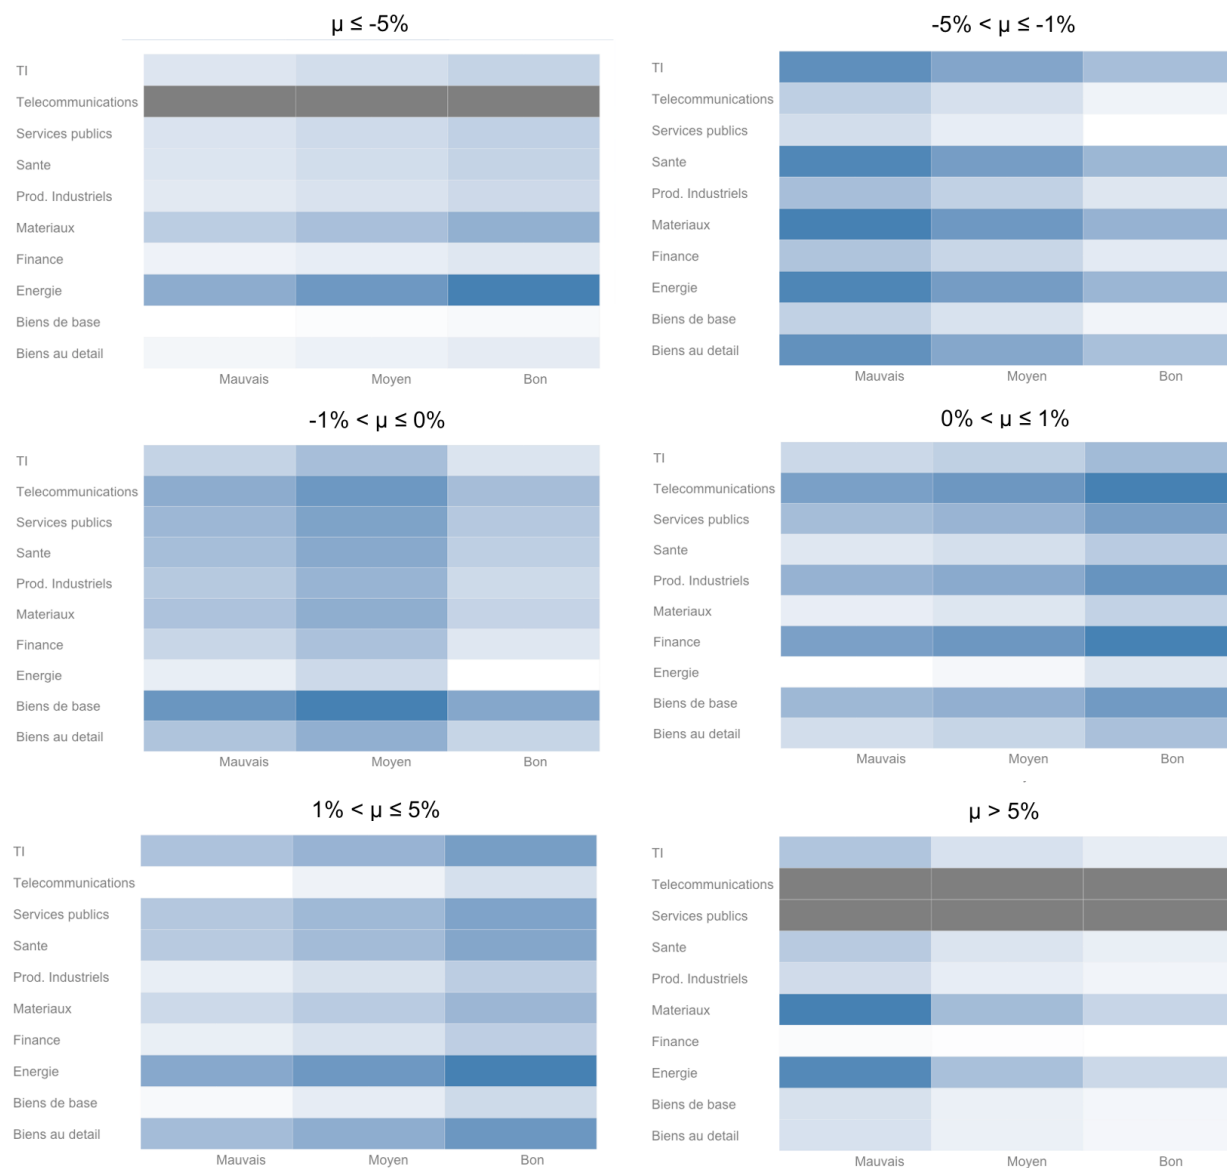 μ ≤ -5%
TI
Telecommunications
Services publics
Sante
Prod. Industriels
Materiaux
Finance
Energie
Biens de base
Biens au detail
Mauvais Moyen Bon
-5% < μ ≤ -1%
TI
Telecommunications
Services publics
Sante
Prod. Industriels
Materiaux
Finance
Energie
Biens de base
Biens au detail
Mauvais Moyen Bon
-1% < μ ≤ 0%
TI
Telecommunications
Services publics
Sante
Prod. Industriels
Materiaux
Finance
Energie
Biens de base
Biens au detail
Mauvais Moyen Bon
0% < μ ≤ 1%
TI
Telecommunications
Services publics
Sante
Prod. Industriels
Materiaux
Finance
Energie
Biens de base
Biens au detail
Mauvais Moyen Bon
1% < μ ≤ 5%
TI
Telecommunications
Services publics
Sante
Prod. Industriels
Materiaux
Finance
Energie
Biens de base
Biens au detail
Mauvais Moyen Bon
μ > 5%
TI
Telecommunications
Services publics
Sante
Prod. Industriels
Materiaux
Finance
Energie
Biens de base
Biens au detail
Mauvais Moyen Bon